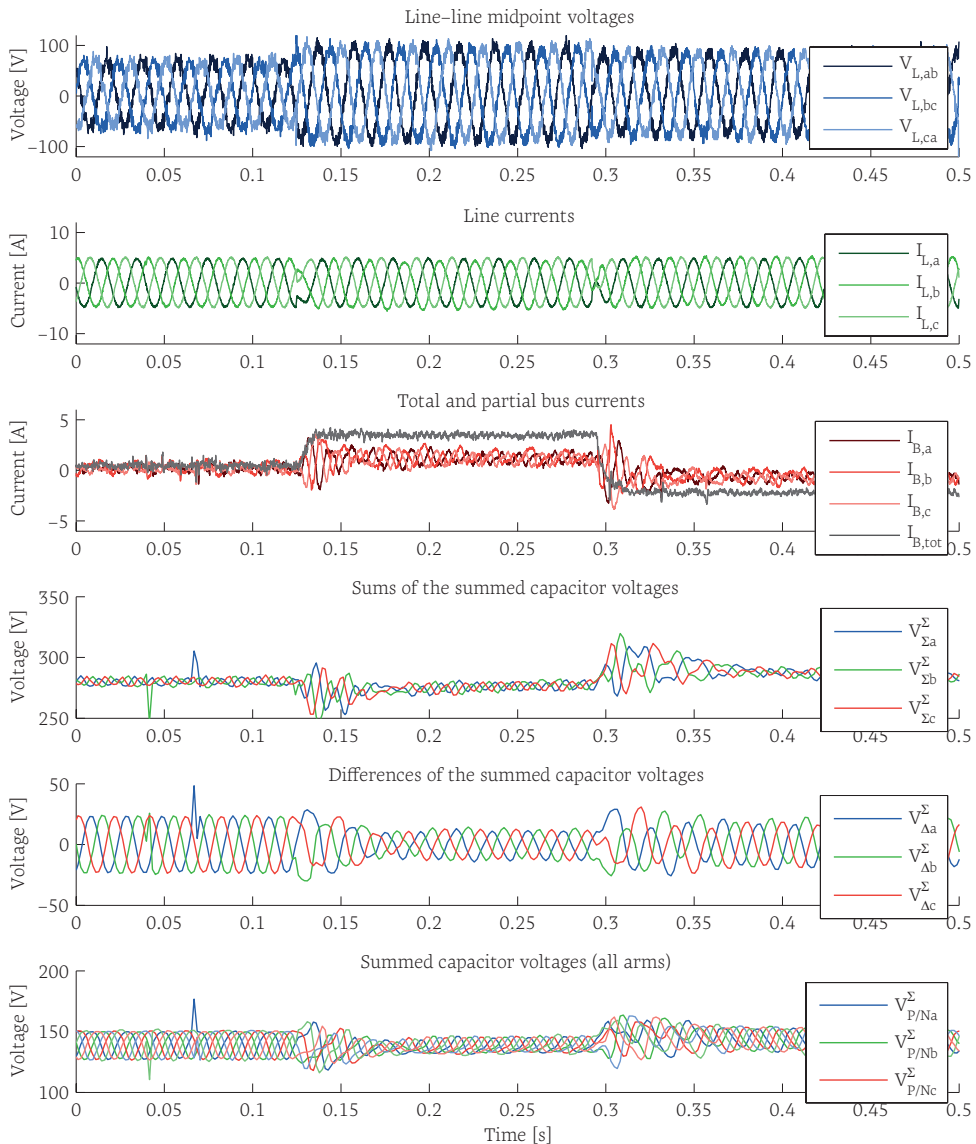 Line–line midpoint voltages
Voltage [V]
100
0
−100
V_L,ab
V_L,bc
V_L,ca
0 0.05 0.1 0.15 0.2 0.25 0.3 0.35 0.4 0.45 0.5
Line currents
Current [A]
10
0
−10
I_L,a
I_L,b
I_L,c
0 0.05 0.1 0.15 0.2 0.25 0.3 0.35 0.4 0.45 0.5
Total and partial bus currents
Current [A]
5
0
−5
I_B,a
I_B,b
I_B,c
I_B,tot
0 0.05 0.1 0.15 0.2 0.25 0.3 0.35 0.4 0.5
Sums of the summed capacitor voltages
Voltage [V]
350
300
250
V^Σ_Σa
V^Σ_Σb
V^Σ_Σc
0 0.05 0.1 0.15 0.2 0.25 0.3 0.35 0.4 0.45 0.5
Differences of the summed capacitor voltages
Voltage [V]
50
0
−50
V^Σ_Δa
V^Σ_Δb
V^Σ_Δc
0 0.05 0.1 0.15 0.2 0.25 0.3 0.35 0.4 0.45 0.5
Summed capacitor voltages (all arms)
Voltage [V]
200
150
100
V^Σ_P/Na
V^Σ_P/Nb
V^Σ_P/Nc
0 0.05 0.1 0.15 0.2 0.25 0.3 0.35 0.4 0.45 0.5
Time [s]